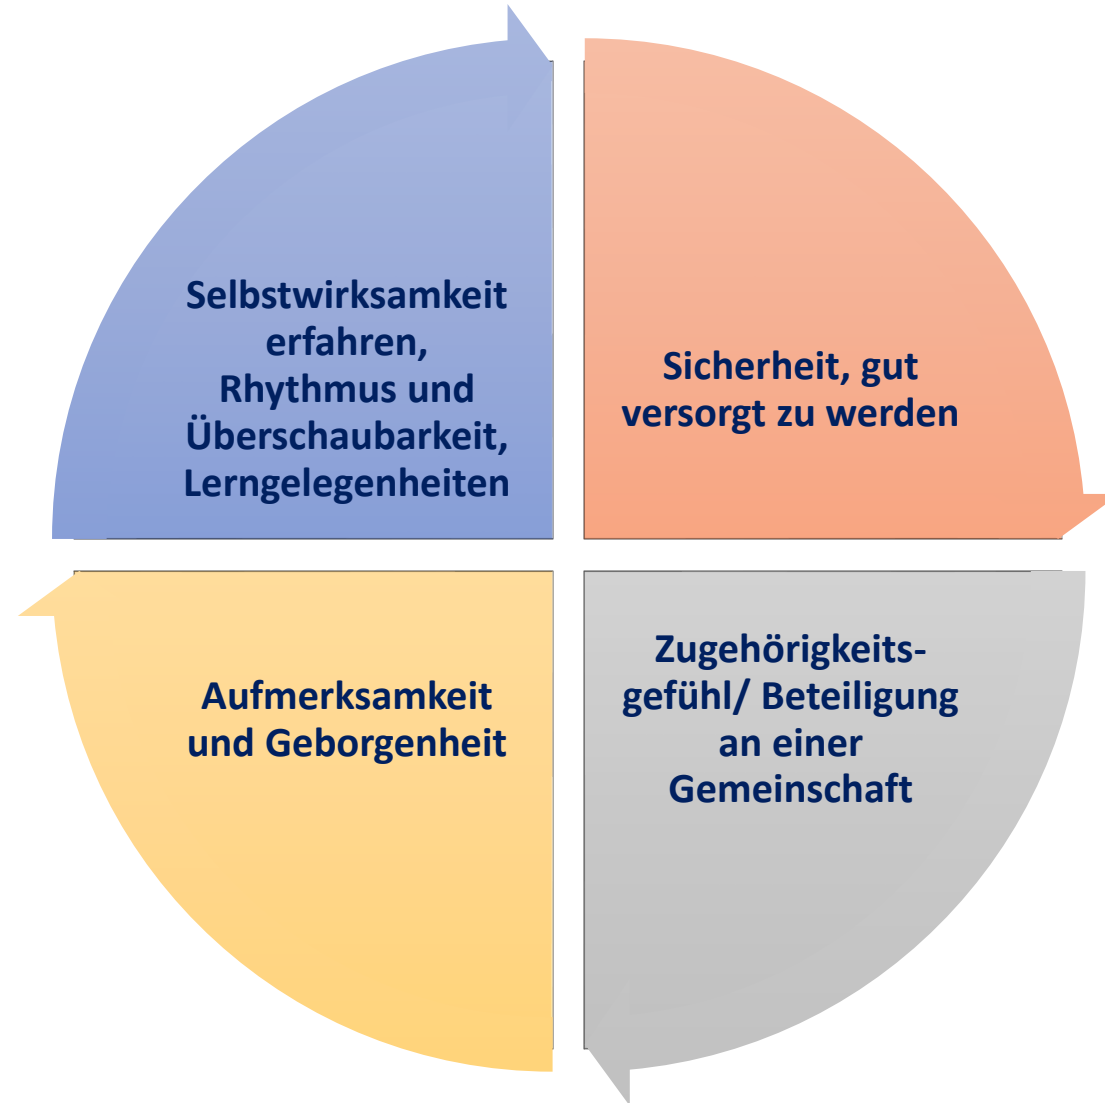 Selbstwirksamkeit
erfahren,
Rhythmus und
Überschaubarkeit,
Lerngelegenheiten
Sicherheit, gut
versorgt zu werden
Aufmerksamkeit
und Geborgenheit
Zugehörigkeits-
gefühl/ Beteiligung
an einer
Gemeinschaft